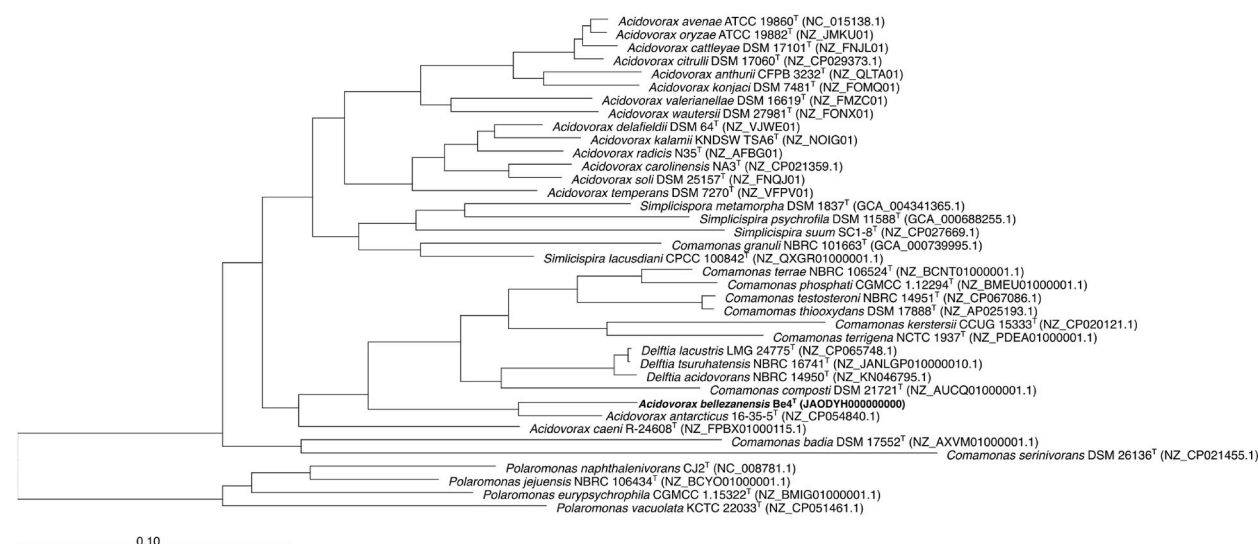 Acidovorax avenae ATCC 19860T (NC_015138.1)
Acidovorax oryzae ATCC 19882T (NZ_JMKU01)
Acidovorax cattleyae DSM 17101T (NZ_FNJL01)
Acidovorax citrulli DSM 17060T (NZ_CP029373.1)
Acidovorax anthurii CFPB 3232T (NZ_QLTA01)
Acidovorax konjaci DSM 7481T (NZ_FOMQ01)
Acidovorax valerianellae DSM 16619T (NZ_FMZC01)
Acidovorax wautersii DSM 27981T (NZ_FONX01)
Acidovorax delafieldii DSM 64T (NZ_VJWE01)
Acidovorax kalamii KNDSW TSA6T (NZ_NOIG01)
Acidovorax radicis N35T (NZ_AFBG01)
Acidovorax carolinensis NA3T (NZ_CP021359.1)
Acidovorax soli DSM 25157T (NZ_FNQJ01)
Acidovorax temperans DSM 7270T (NZ_VFPV01)
Simplicispora metamorpha DSM 1837T (GCA_004341365.1)
Simplicispira psychrofila DSM 11588T (GCA_000688255.1)
Simplicispira suum SC1-8T (NZ_CP027669.1)
Comamonas granuli NBRC 101663T (GCA_000739995.1)
Simlicispira lacusdiani CPCC 100842T (NZ_QXGR01000001.1)
Comamonas terrae NBRC 106524T (NZ_BCNT01000001.1)
Comamonas phosphati CGMCC 1.12294T (NZ_BMEU01000001.1)
Comamonas testosteroni NBRC 14951T (NZ_CP067086.1)
Comamomas thiooxydans DSM 17888T (NZ_AP025193.1)
Comamonas kerstersii CCUG 15333T (NZ_CP020121.1)
Comamonas terrigena NCTC 1937T (NZ_PDEA01000001.1)
Delftia lacustris LMG 24775T (NZ_CP065748.1)
Delftia tsuruhatensis NBRC 16741T (NZ_JANLGP010000010.1)
Delftia acidovorans NBRC 14950T (NZ_KN046795.1)
Comamonas composti DSM 21721T (NZ_AUCQ01000001.1)
Acidovorax bellezanensis Be4T (JAODYH000000000)
Acidovorax antarcticus 16-35-5T (NZ_CP054840.1)
Acidovorax caeni R-24608T (NZ_FPBX01000115.1)
Comamonas badia DSM 17552T (NZ_AXVM01000001.1)
Comamonas serinivorans DSM 26136T (NZ_CP021455.1)
Polaromonas naphthalenivorans CJ2T (NC_008781.1)
Polaromonas jejuensis NBRC 106434T (NZ_BCYO01000001.1)
Polaromonas eurypsychrophila CGMCC 1.15322T (NZ_BMIG01000001.1)
Polaromonas vacuolata KCTC 22033T (NZ_CP051461.1)
0.10